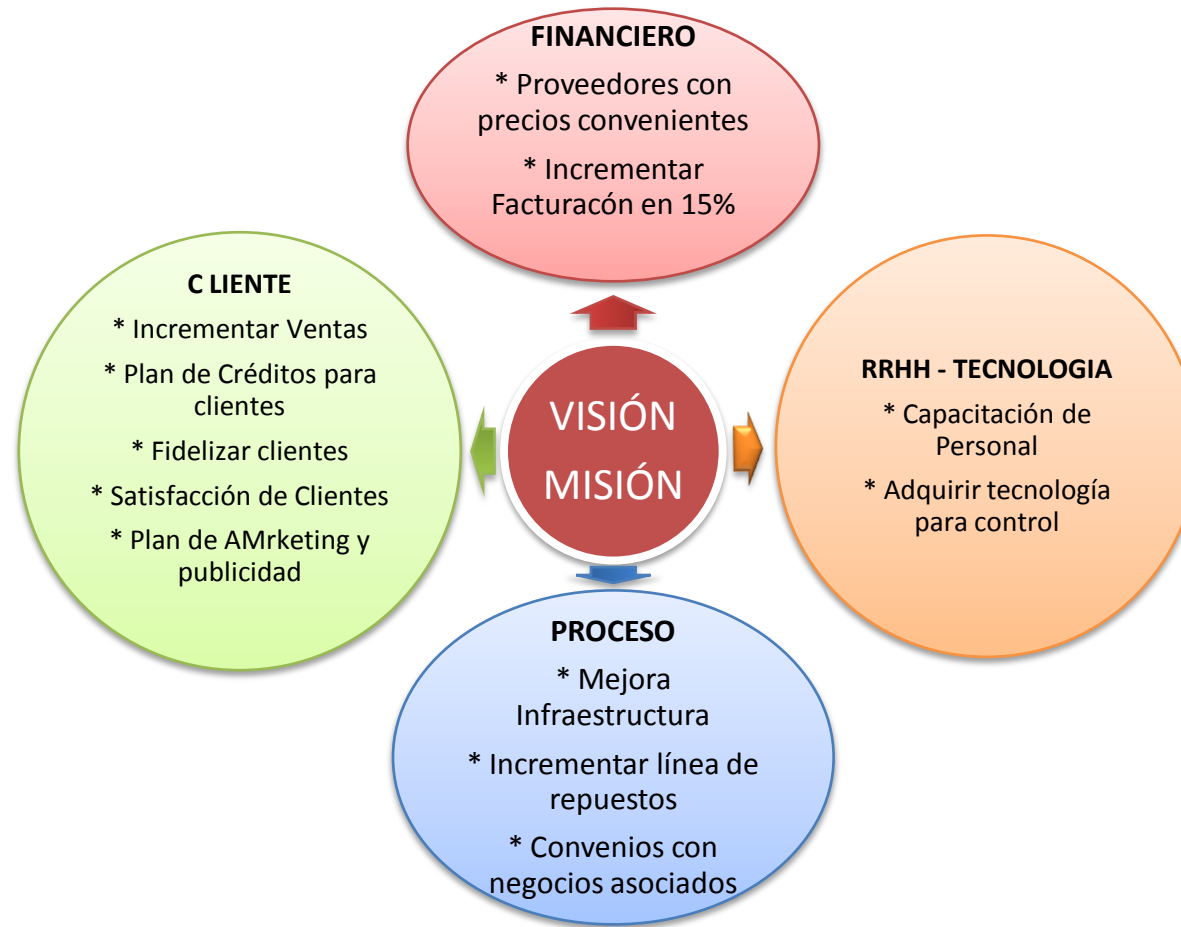 FINANCIERO
* Proveedores con
precios convenientes
* Incrementar
Facturacón en 15%
C LIENTE
* Incrementar Ventas
* Plan de Créditos para
clientes
* Fidelizar clientes
* Satisfacción de Clientes
* Plan de AMrketing y
publicidad
VISIÓN
MISIÓN
RRHH - TECNOLOGIA
* Capacitación de
Personal
* Adquirir tecnología
para control
PROCESO
* Mejora
Infraestructura
* Incrementar línea de
repuestos
* Convenios con
negocios asociados